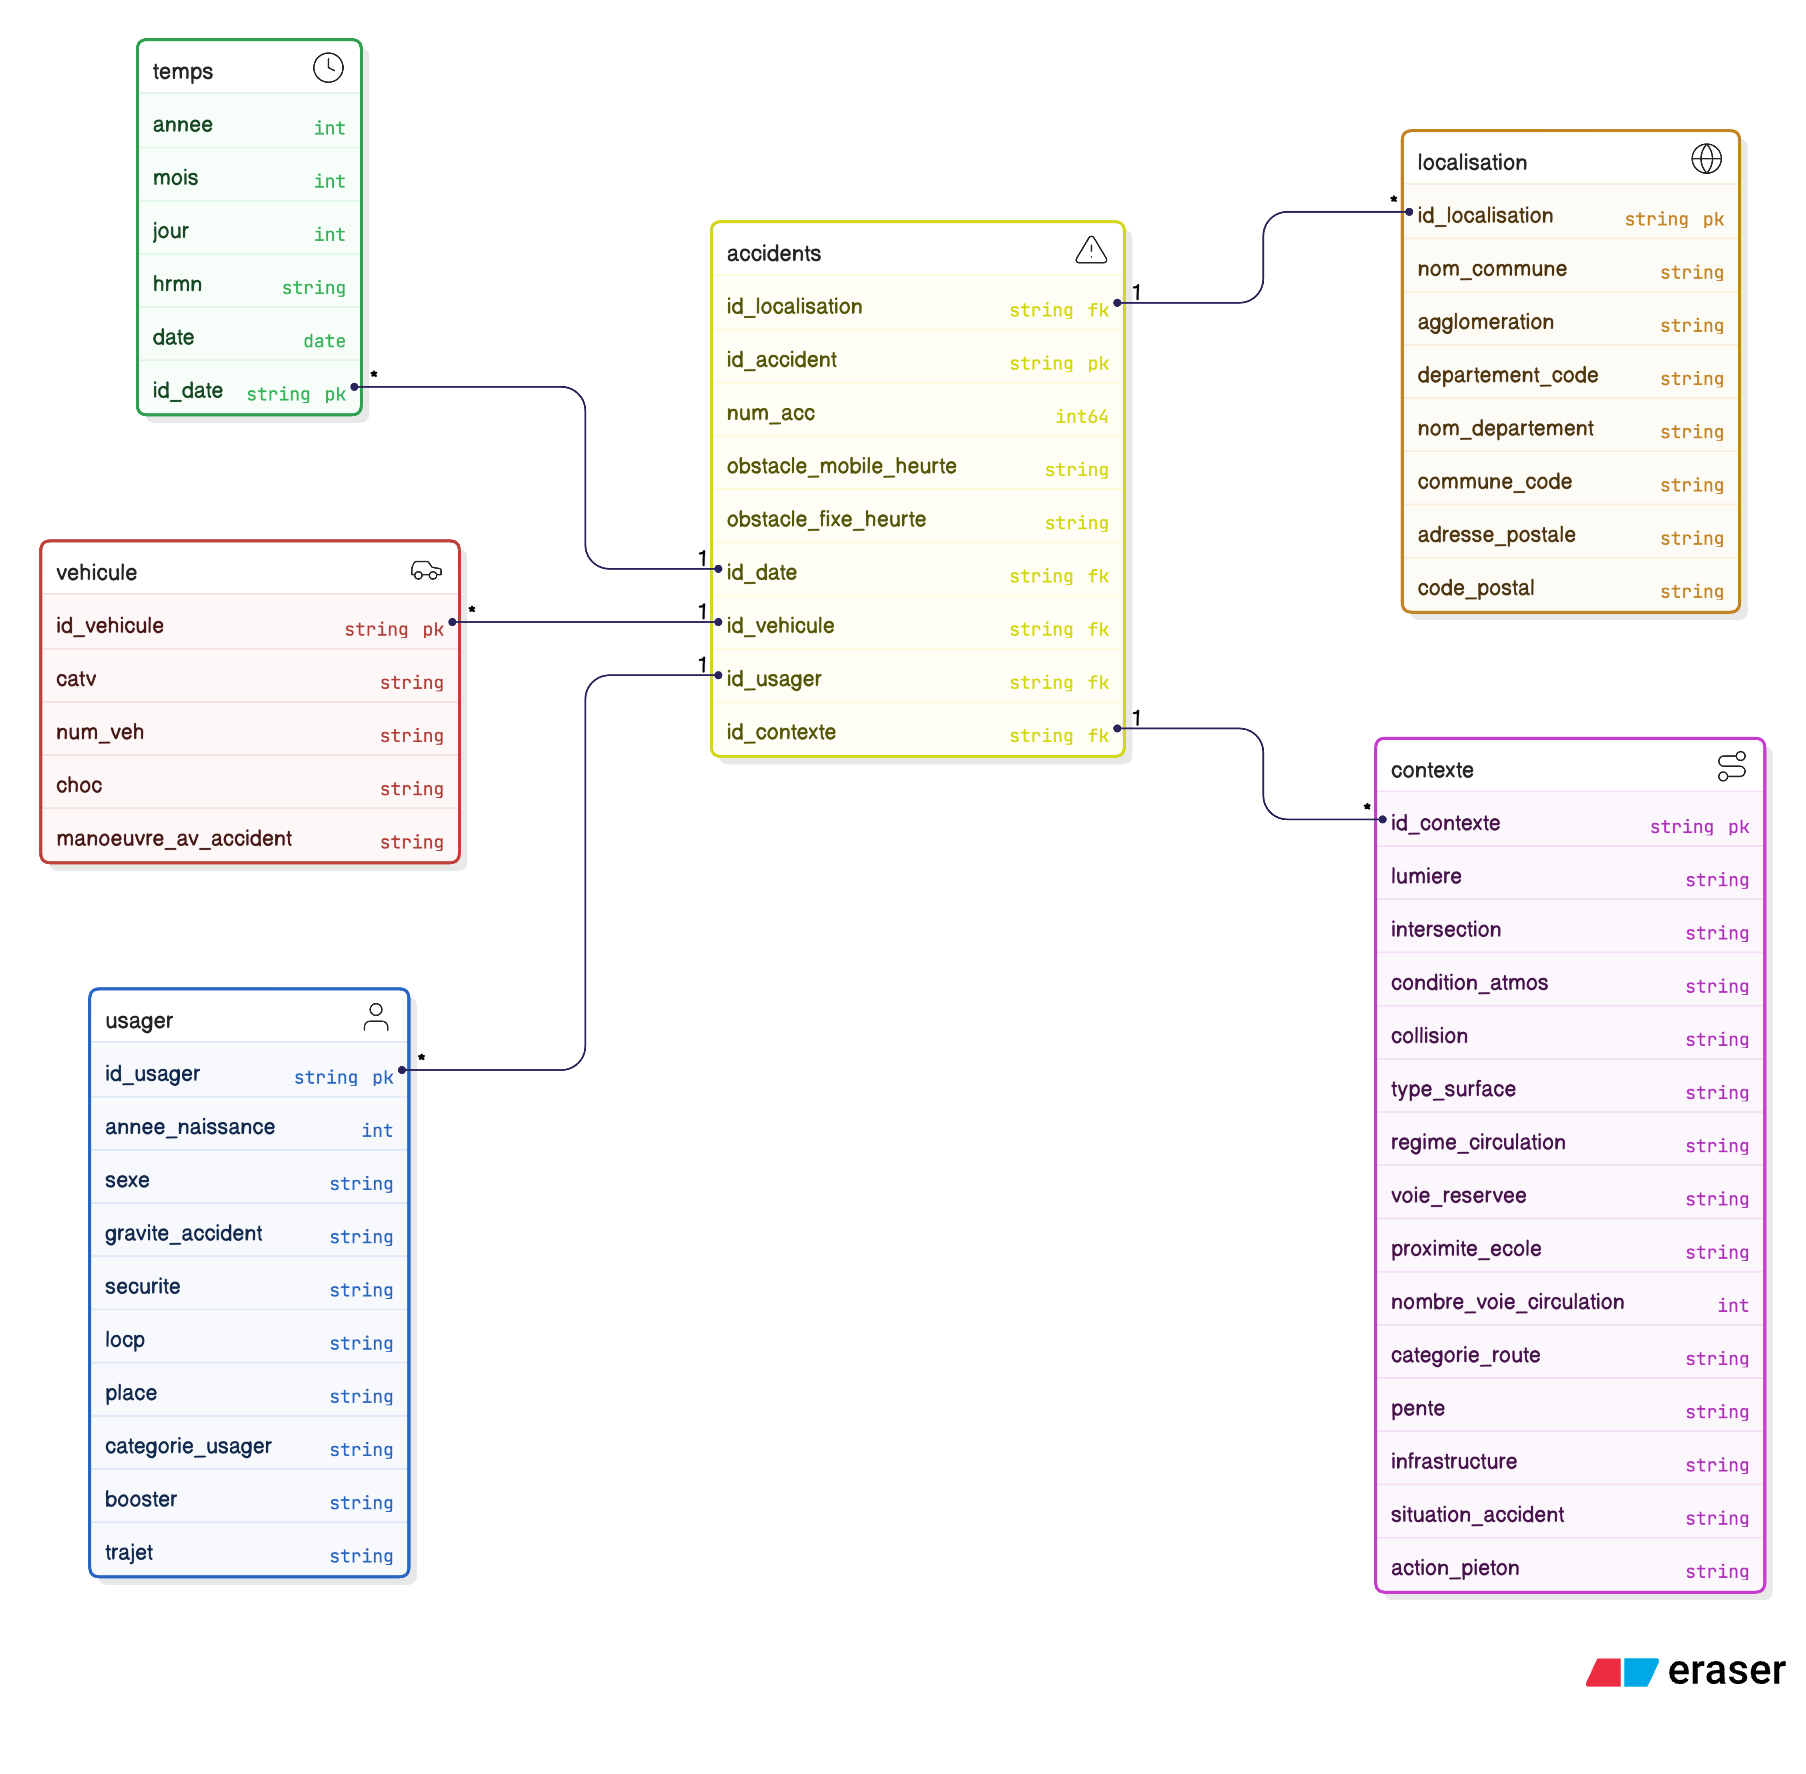 temps
annee int
mois int
jour int
hrmn string
date date
id_date string pk
*
vehicule
id_vehicule string pk
*
catv string
num_veh string
choc string
manoeuvre_av_accident string
usager
id_usager string pk
*
annee_naissance int
sexe string
gravite_accident string
securite string
locp string
place string
categorie_usager string
booster string
trajet string
accidents
id_localisation string fk
1
id_accident string pk
num_acc int64
obstacle_mobile_heurte string
obstacle_fixe_heurte string
1
id_date string fk
1
id_vehicule string fk
1
id_usager string fk
id_contexte string fk
1
localisation
*
id_localisation string pk
nom_commune string
agglomeration string
departement_code string
nom_departement string
commune_code string
adresse_postale string
code_postal string
contexte
*
id_contexte string pk
lumiere string
intersection string
condition_atmos string
collision string
type_surface string
regime_circulation string
voie_reservee string
proximite_ecole string
nombre_voie_circulation int
categorie_route string
pente string
infrastructure string
situation_accident string
action_pieton string
eraser